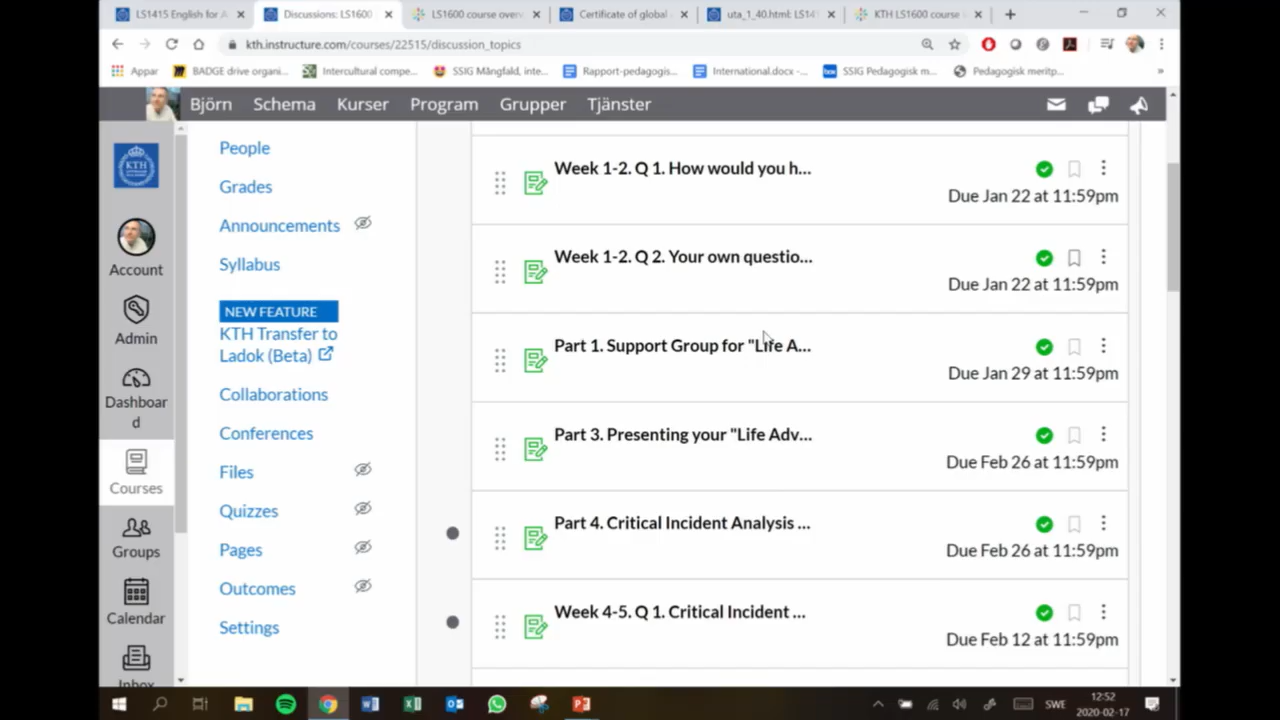 LS1415 English for A
Discussions: LS1600
LS1600 course over
Certificate of global
uta_1_40.html: LS141
KTH LS1600 course
kth.instructure.com/courses/22515/discussion_topics
Appar
BADGE drive organi...
Intercultural compe...
SSIG Mångfald, inte...
Rapport-pedagogis...
International.docx -...
SSIG Pedagogisk m...
Pedagogisk meritp...
Björn
Schema
Kurser
Program
Grupper
Tjänster
KTH
Account
Admin
Dashboar
d
Courses
Groups
Calendar
Inbox
People
Grades
Announcements
Syllabus
NEW FEATURE
KTH Transfer to
Ladok (Beta)
Collaborations
Conferences
Files
Quizzes
Pages
Outcomes
Settings
Week 1-2. Q 1. How would you h...
Due Jan 22 at 11:59pm
Week 1-2. Q 2. Your own questio...
Due Jan 22 at 11:59pm
Part 1. Support Group for "Life A...
Due Jan 29 at 11:59pm
Part 3. Presenting your "Life Adv...
Due Feb 26 at 11:59pm
Part 4. Critical Incident Analysis ...
Due Feb 26 at 11:59pm
Week 4-5. Q 1. Critical Incident ...
Due Feb 12 at 11:59pm
SWE
12:52
2020-02-17